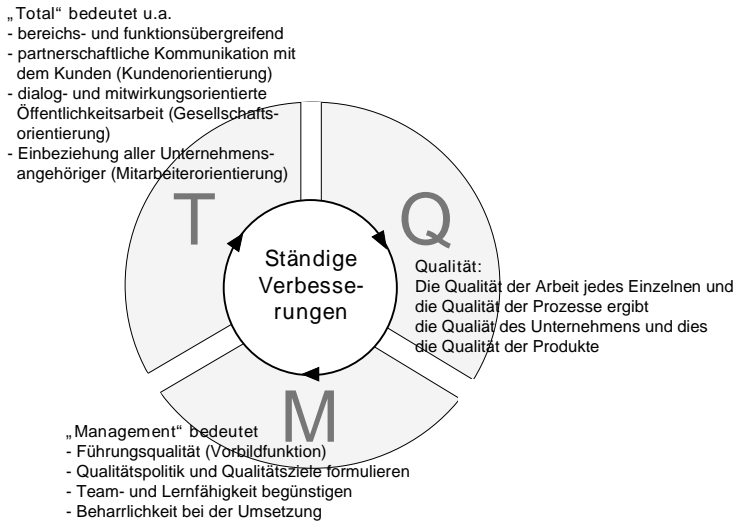 „Total“ bedeutet u.a.
- bereichs- und funktionsübergreifend
- partnerschaftliche Kommunikation mit
dem Kunden (Kundenorientierung)
- dialog- und mitwirkungsorientierte
Öffentlichkeitsarbeit (Gesellschafts-
orientierung)
- Einbeziehung aller Unternehmens-
angehöriger (Mitarbeiterorientierung)
T
Q
Ständige
Verbesse-
rungen
Qualität:
Die Qualität der Arbeit jedes Einzelnen und
die Qualität der Prozesse ergibt
die Qualiät des Unternehmens und dies
die Qualität der Produkte
M
„Management“ bedeutet
- Führungsqualität (Vorbildfunktion)
- Qualitätspolitik und Qualitätsziele formulieren
- Team- und Lernfähigkeit begünstigen
- Beharrlichkeit bei der Umsetzung